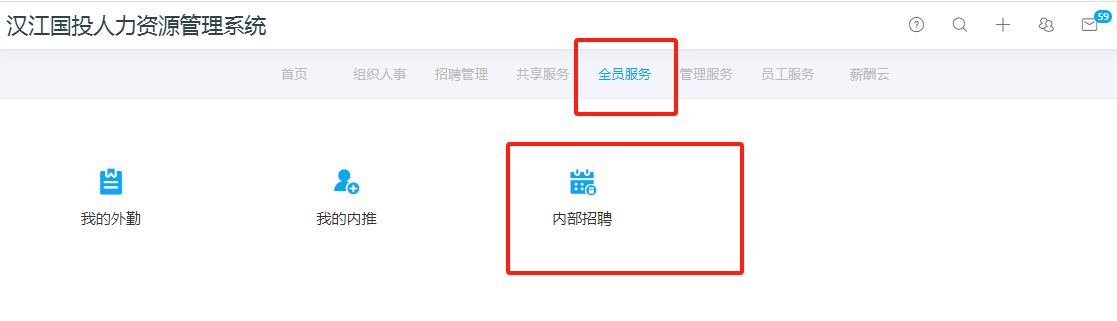 汉江国投人力资源管理系统
59
首页 组织人事 招聘管理 共享服务 全员服务 管理服务 员工服务 薪酬云
我的外勤 我的内推 内部招聘